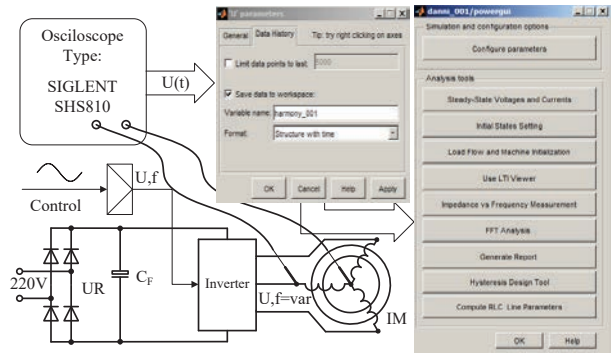 Osciloscope
Type:
SIGLENT
SHS810
U(t)
'U' parameters
General
Data History
Tip: try right clicking on axes
Limit data points to last:
5000
Save data to workspace:
Variable name:
harmony_001
Format:
Structure with time
OK
Cancel
Help
Apply
danni_001/powergui
Simulation and configuration options
Configure parameters
Analysis tools
Steady-State Voltages and Currents
Initial States Setting
Load Flow and Machine Initialization
Use LTI Viewer
Impedance vs Frequency Measurement
FFT Analysis
Generate Report
Hysteresis Design Tool
Compute RLC Line Parameters
OK
Help
Control
U,f
220V
UR
CF
Inverter
U,f=var
IM